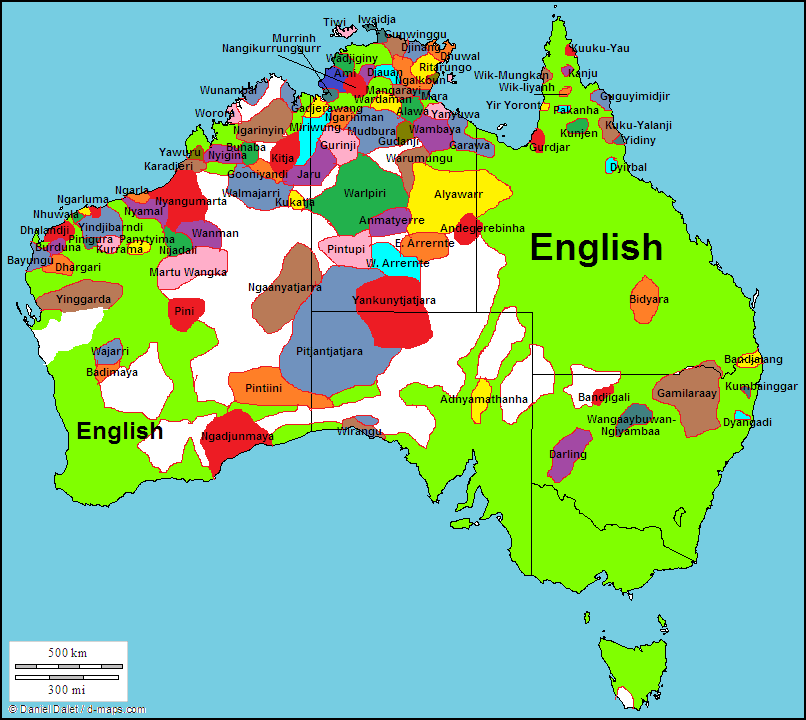 Tiwi
Iwaidja
Murrinh
Gunwinggu
Nangikurrunggurr
Djinang
Wadjiginy
Dhuwal
Ritarungo
Ami
Djauan
Ngalkbun
Wunambal
Mangarayi
Mara
Wardaman
Worora
Gadjerawang
Alawa
Yanyuwa
Ngarinman
Miriwung
Ngarinyin
Mudbura
Wambaya
Gudanji
Garawa
Bunaba
Gurinji
Yawuru
Nyigina
Kitja
Warumungu
Karadjeri
Gooniyandi
Jaru
Walmajarri
Kukatja
Warlpiri
Alyawarr
Kuuku-Yau
Wik-Mungkan
Kanju
Wik-Iiyanh
Guguyimidjir
Yir Yoront
Pakanha
Kuku-Yalanji
Kunjen
Yidiny
Gurdjar
Dyirbal
Ngarla
Ngarluma
Nyangumarta
Nhuwala
Nyamal
Dhalandji
Yindjibarndi
Wanman
Pinigura
Panytyima
Burduna
Kurrama
Nijadali
Bayungu
Dhargari
Martu Wangka
Anmatyerre
Andegerebinha
Pintupi
E. Arrernte
W. Arrernte
English
Yinggarda
Ngaanyatjarra
Yankunytjatjara
Bidyara
Pini
Wajarri
Pitjantjatjara
Badimaya
Bandjalang
Pintiini
Adnyamathanha
Bandjigali
Gamilaraay
Kumbainggar
Wangaaybuwan-
Ngiyambaa
Dyangadi
English
Ngadjunmaya
Wirangu
Darling
500 km
300 mi
© Daniel Dalet / d-maps.com